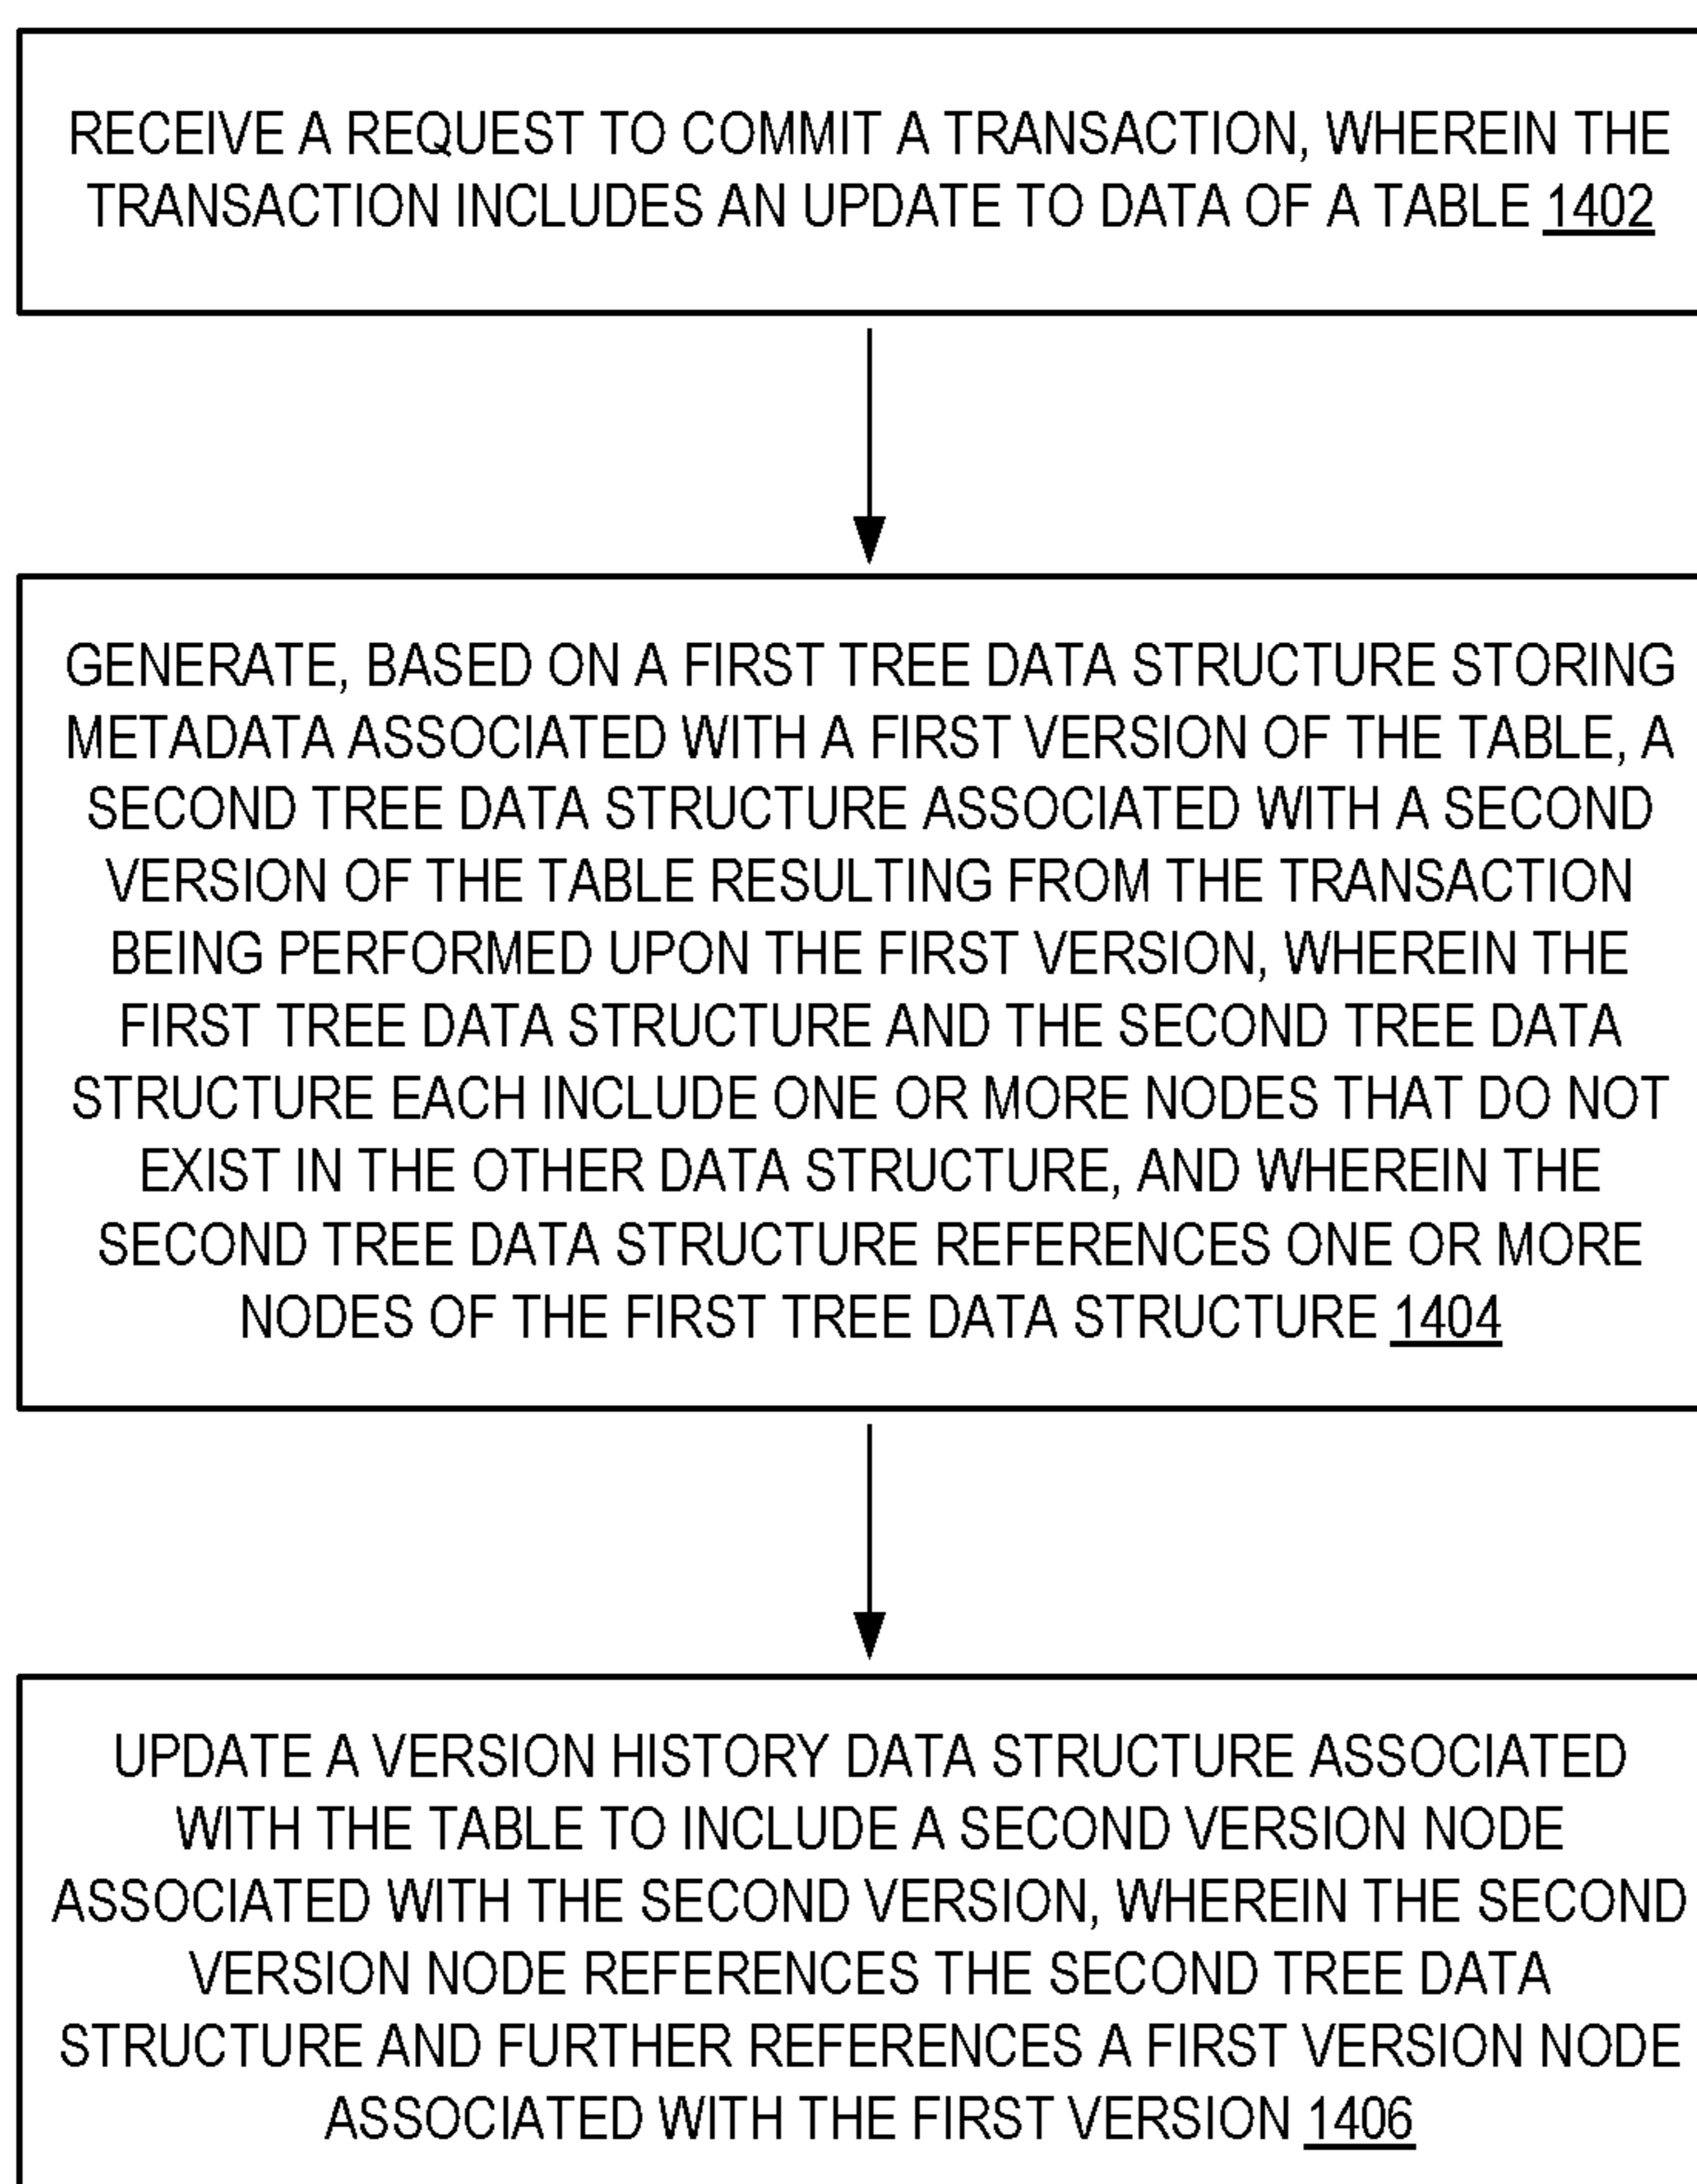 RECEIVE A REQUEST TO COMMIT A TRANSACTION, WHEREIN THE
TRANSACTION INCLUDES AN UPDATE TO DATA OF A TABLE 1402
GENERATE, BASED ON A FIRST TREE DATA STRUCTURE STORING
METADATA ASSOCIATED WITH A FIRST VERSION OF THE TABLE, A
SECOND TREE DATA STRUCTURE ASSOCIATED WITH A SECOND
VERSION OF THE TABLE RESULTING FROM THE TRANSACTION
BEING PERFORMED UPON THE FIRST VERSION, WHEREIN THE
FIRST TREE DATA STRUCTURE AND THE SECOND TREE DATA
STRUCTURE EACH INCLUDE ONE OR MORE NODES THAT DO NOT
EXIST IN THE OTHER DATA STRUCTURE, AND WHEREIN THE
SECOND TREE DATA STRUCTURE REFERENCES ONE OR MORE
NODES OF THE FIRST TREE DATA STRUCTURE 1404
UPDATE A VERSION HISTORY DATA STRUCTURE ASSOCIATED
WITH THE TABLE TO INCLUDE A SECOND VERSION NODE
ASSOCIATED WITH THE SECOND VERSION, WHEREIN THE SECOND
VERSION NODE REFERENCES THE SECOND TREE DATA
STRUCTURE AND FURTHER REFERENCES A FIRST VERSION NODE
ASSOCIATED WITH THE FIRST VERSION 1406